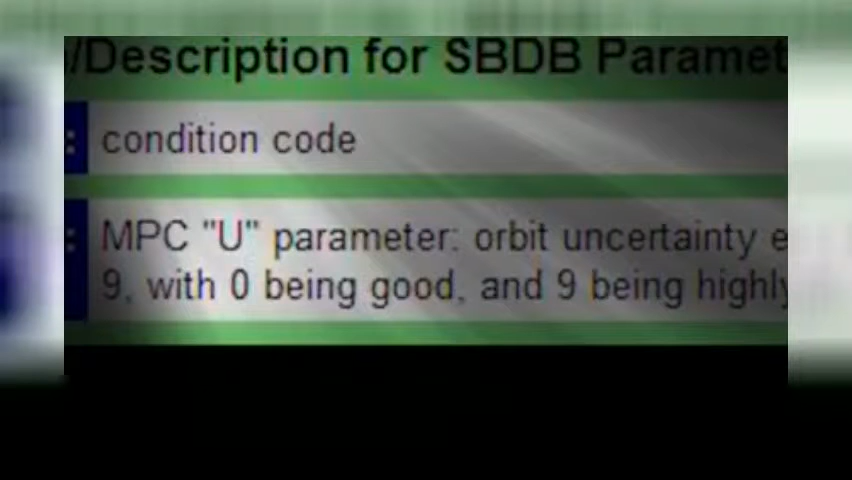 /Description for SBDB Paramet
: condition code
: MPC "U" parameter: orbit uncertainty e
9, with 0 being good, and 9 being highly